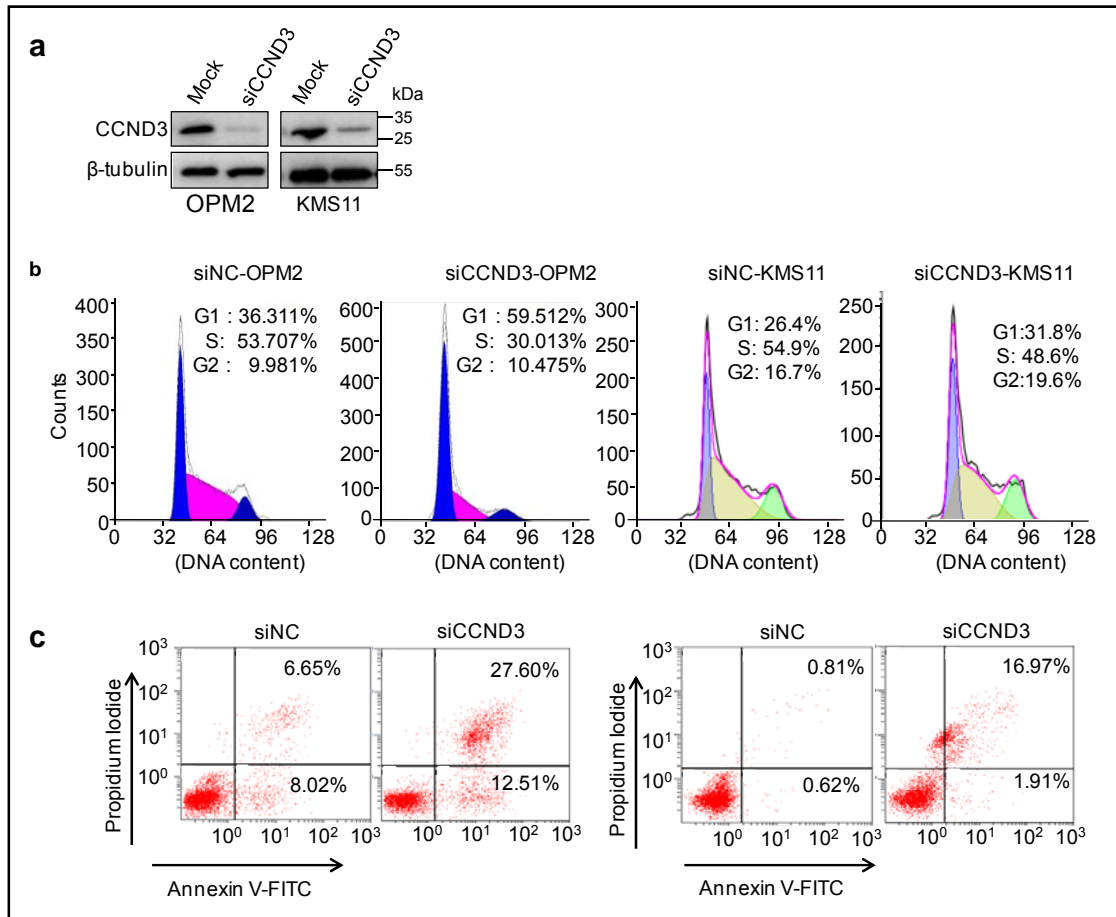 a
Mock
siCCND3
Mock
siCCND3
kDa
CCND3
35
25
β-tubulin
55
OPM2
KMS11
b
siNC-OPM2
siCCND3-OPM2
siNC-KMS11
siCCND3-KMS11
Counts
400
350
300
250
200
150
100
50
0
G1 : 36.311%
S: 53.707%
G2 : 9.981%
0 32 64 96 128
(DNA content)
600
500
400
300
200
100
0
G1 : 59.512%
S: 30.013%
G2 : 10.475%
0 32 64 96 128
(DNA content)
300
250
200
150
100
50
0
G1: 26.4%
S: 54.9%
G2: 16.7%
0 32 64 96 128
(DNA content)
250
200
150
100
50
0
G1:31.8%
S: 48.6%
G2:19.6%
0 32 64 96 128
(DNA content)
c
siNC
siCCND3
siNC
siCCND3
Propidium Iodide
10³
10²
10¹
10⁰
6.65%
8.02%
10⁰ 10¹ 10² 10³
27.60%
12.51%
10⁰ 10¹ 10² 10³
Annexin V-FITC
Propidium Iodide
10³
10²
10¹
10⁰
0.81%
0.62%
10⁰ 10¹ 10² 10³
16.97%
1.91%
10⁰ 10¹ 10² 10³
Annexin V-FITC